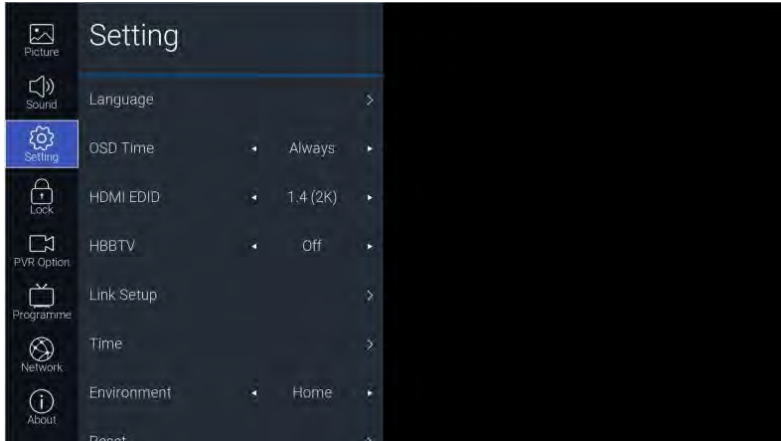 Picture
Sound
Setting
Lock
PVR Option
Programme
Network
About
Setting
Language
OSD Time Always
HDMI EDID 1.4 (2K)
HBBTV Off
Link Setup
Time
Environment Home
Reset